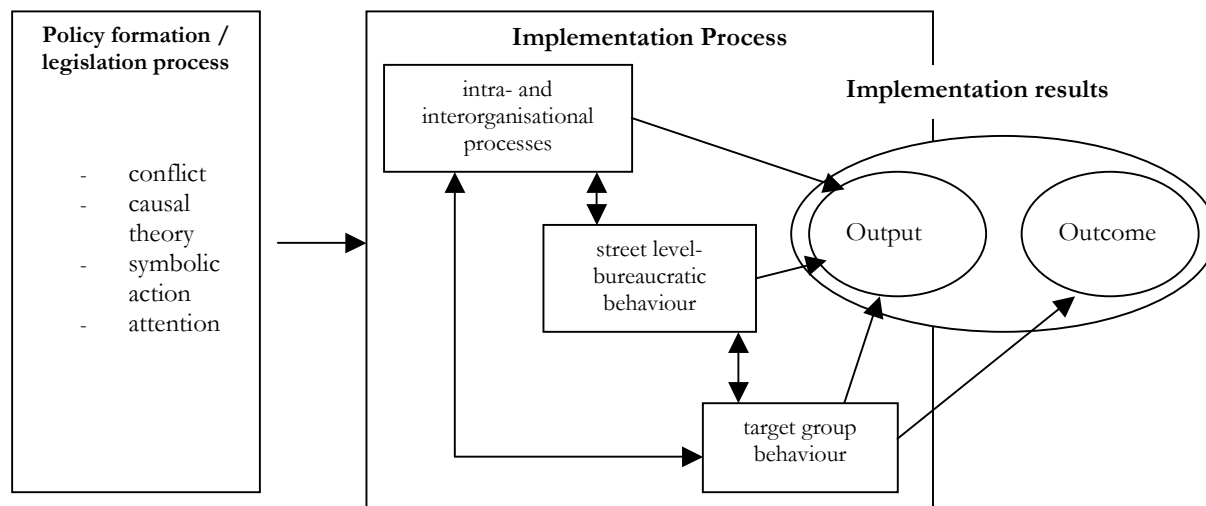 Policy formation /
legislation process
- conflict
- causal
theory
- symbolic
action
- attention
Implementation Process
intra- and
interorganisational
processes
street level-
bureaucratic
behaviour
target group
behaviour
Implementation results
Output
Outcome